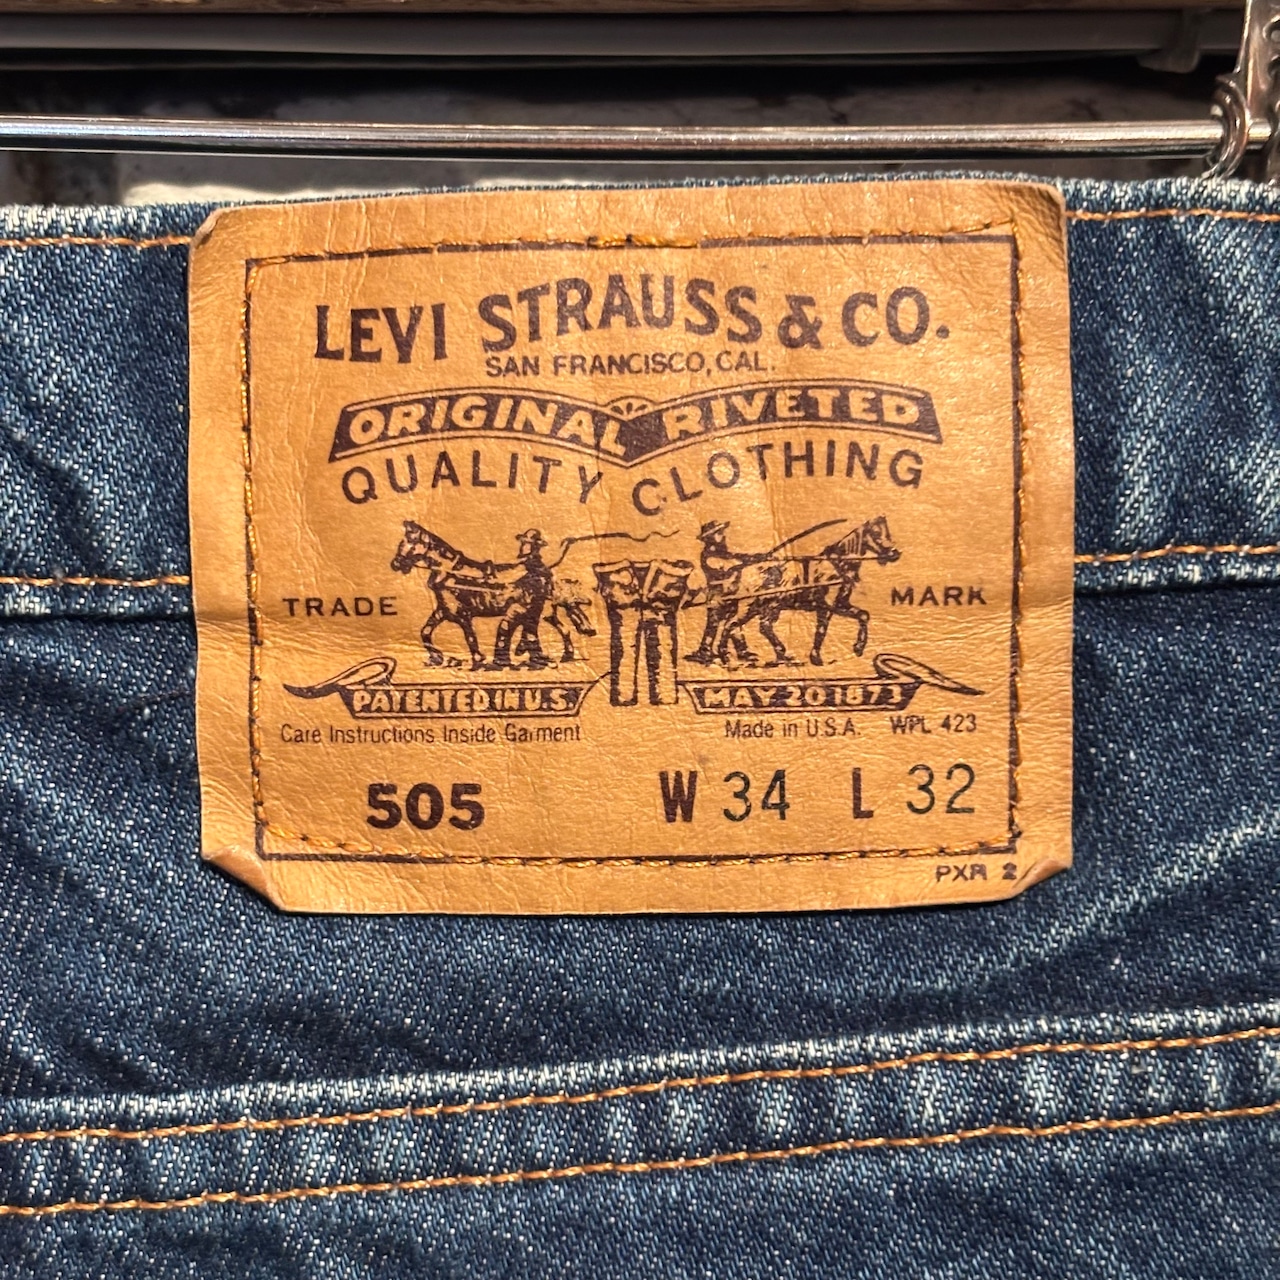 LEVI STRAUSS & CO.
SAN FRANCISCO, CAL.
ORIGINAL RIVETED
QUALITY CLOTHING
TRADE MARK
PATENTED IN U.S. MAY 20 1873
Care Instructions Inside Garment Made in U.S.A. WPL 423
505 W 34 L 32
PXR 2